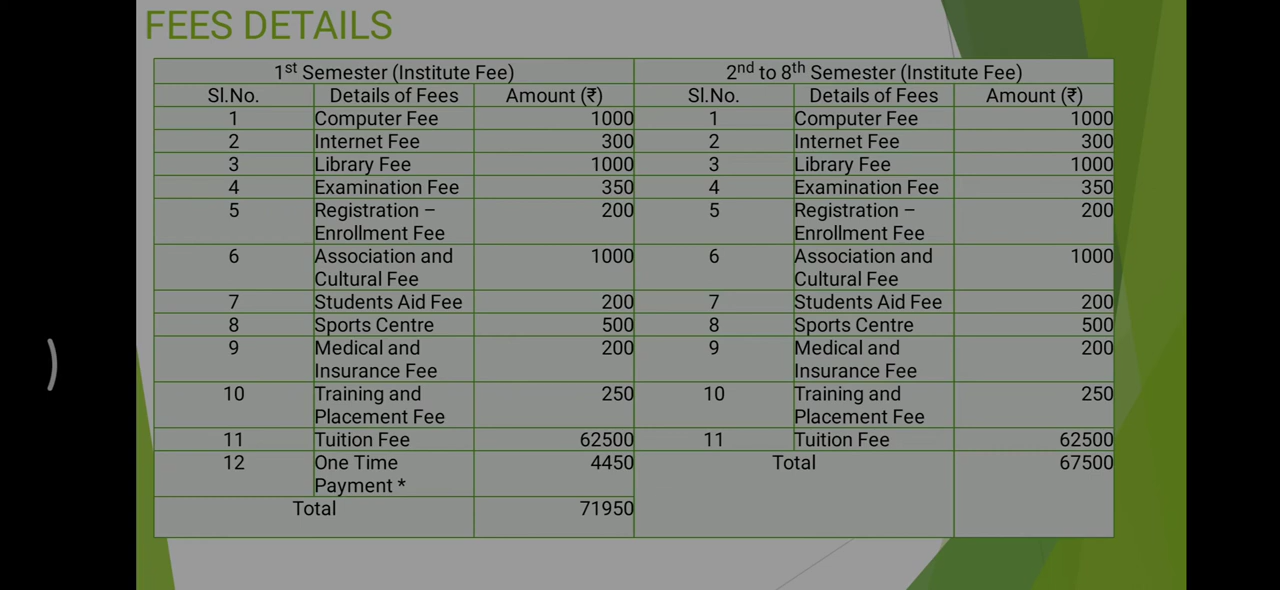 FEES DETAILS
1st Semester (Institute Fee) 2nd to 8th Semester (Institute Fee)
Sl.No. Details of Fees Amount (₹) Sl.No. Details of Fees Amount (₹)
1 Computer Fee 1000 1 Computer Fee 1000
2 Internet Fee 300 2 Internet Fee 300
3 Library Fee 1000 3 Library Fee 1000
4 Examination Fee 350 4 Examination Fee 350
5 Registration – 200 5 Registration – 200
Enrollment Fee Enrollment Fee
6 Association and 1000 6 Association and 1000
Cultural Fee Cultural Fee
7 Students Aid Fee 200 7 Students Aid Fee 200
8 Sports Centre 500 8 Sports Centre 500
9 Medical and 200 9 Medical and 200
Insurance Fee Insurance Fee
10 Training and 250 10 Training and 250
Placement Fee Placement Fee
11 Tuition Fee 62500 11 Tuition Fee 62500
12 One Time 4450 Total 67500
Payment *
Total 71950